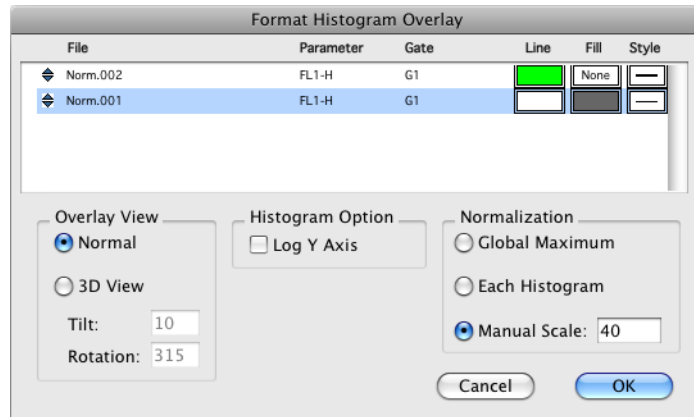 Format Histogram Overlay
File Parameter Gate Line Fill Style
Norm.002 FL1-H G1 None
Norm.001 FL1-H G1
Overlay View
Normal
3D View
Tilt: 10
Rotation: 315
Histogram Option
Log Y Axis
Normalization
Global Maximum
Each Histogram
Manual Scale: 40
Cancel OK